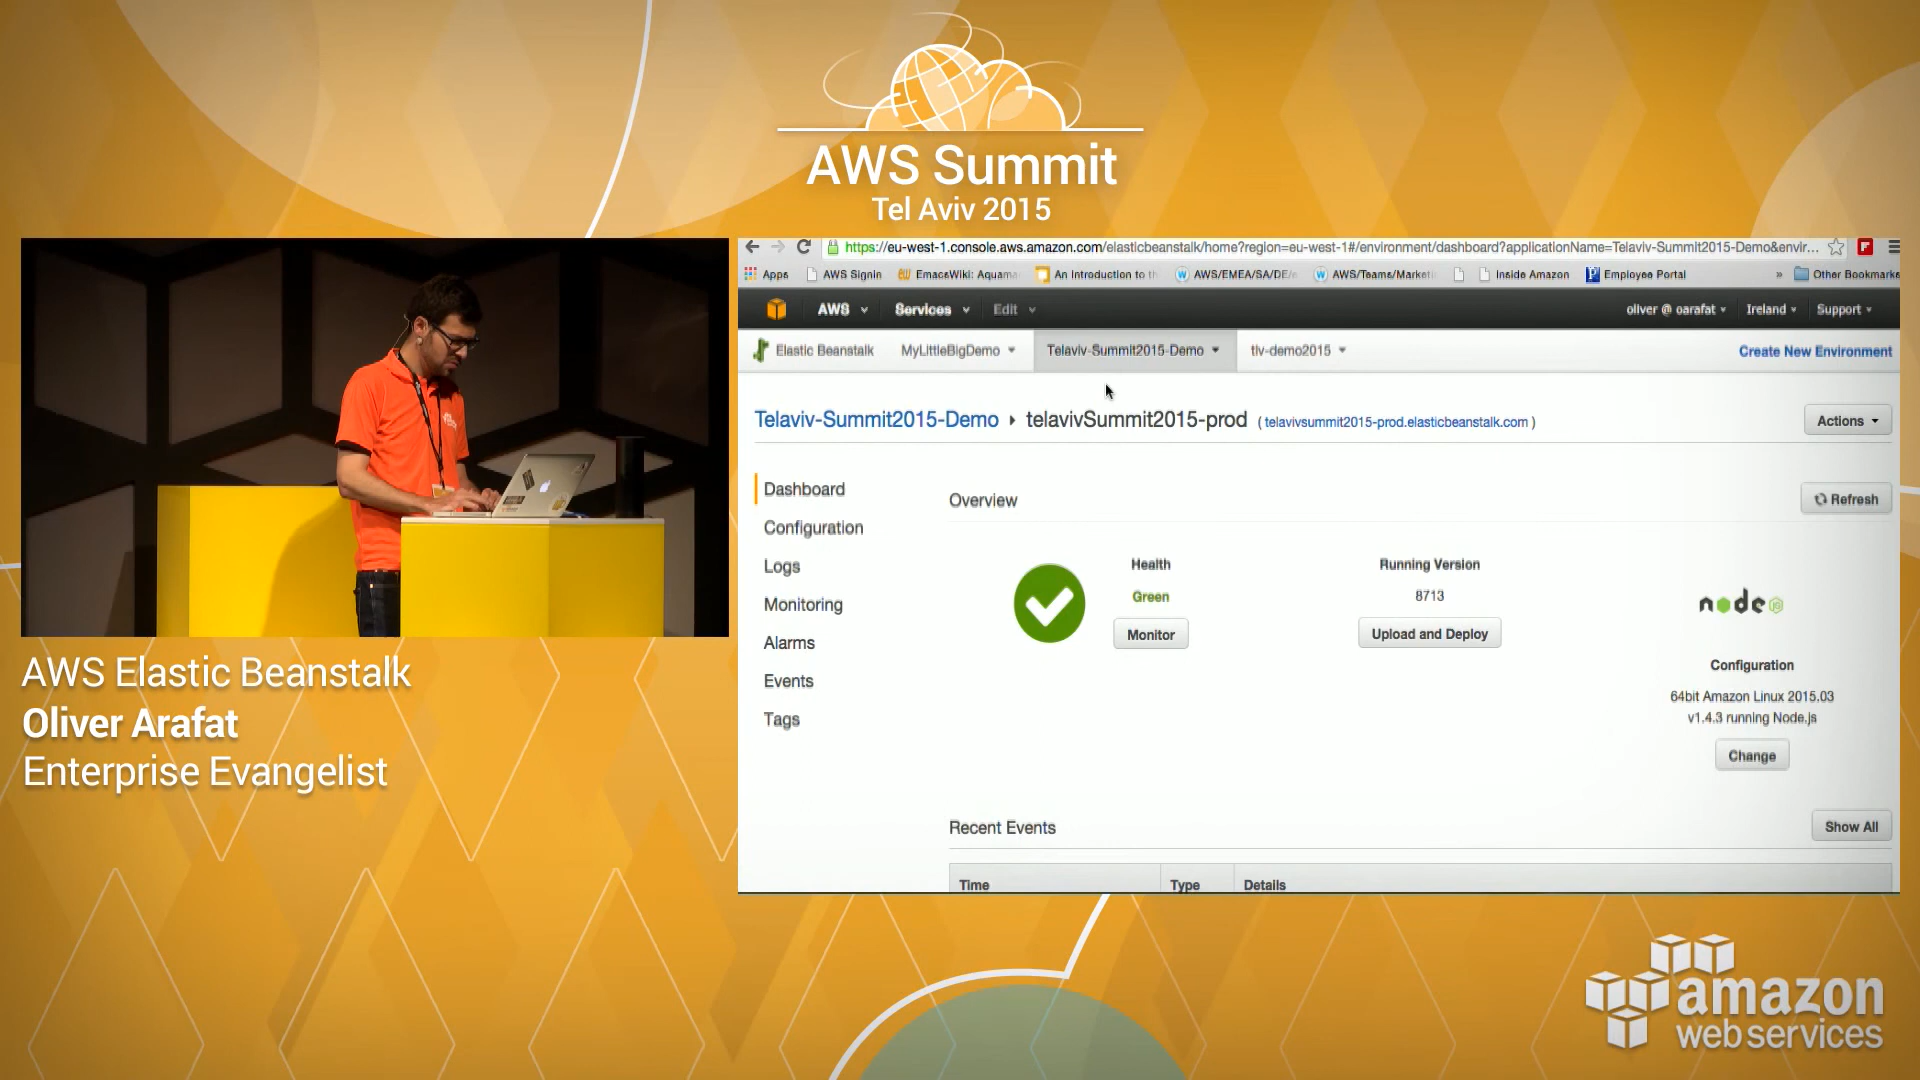 AWS Summit
Tel Aviv 2015
https://eu-west-1.console.aws.amazon.com/elasticbeanstalk/home?region=eu-west-1#/environment/dashboard?applicationName=Telaviv-Summit2015-Demo&envir...
Apps AWS Signin EmacsWiki: Aquama An Introduction to th AWS/EMEA/SA/DE/ AWS/Teams/Marketi Inside Amazon Employee Portal » Other Bookmarks
AWS Services Edit oliver @ oarafat Ireland Support
Elastic Beanstalk MyLittleBigDemo Telaviv-Summit2015-Demo tlv-demo2015 Create New Environment
Telaviv-Summit2015-Demo telavivSummit2015-prod ( telavivsummit2015-prod.elasticbeanstalk.com ) Actions
Dashboard
Configuration
Logs
Monitoring
Alarms
Events
Tags
Overview
Refresh
Health
Green
Monitor
Running Version
8713
Upload and Deploy
node
Configuration
64bit Amazon Linux 2015.03
v1.4.3 running Node.js
Change
Recent Events
Show All
Time Type Details
AWS Elastic Beanstalk
Oliver Arafat
Enterprise Evangelist
amazon
web services